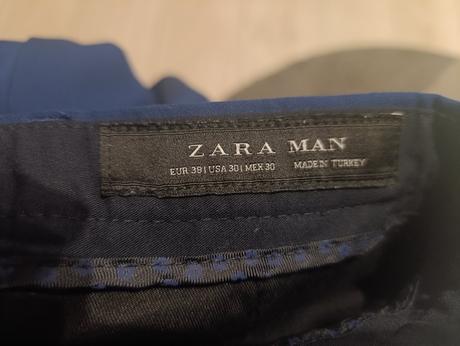 ZARA MAN
EUR 39 | USA 30 | MEX 30 MADE IN TURKEY